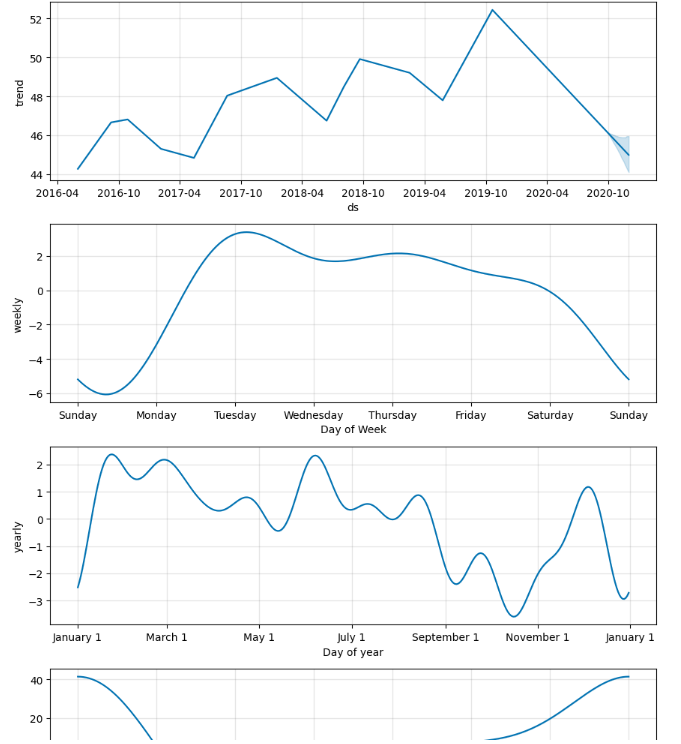 52
50
48
46
44
trend
2016-04 2016-10 2017-04 2017-10 2018-04 2018-10 2019-04 2019-10 2020-04 2020-10
ds
2
0
−2
−4
−6
weekly
Sunday Monday Tuesday Wednesday Thursday Friday Saturday Sunday
Day of Week
2
1
0
−1
−2
−3
yearly
January 1 March 1 May 1 July 1 September 1 November 1 January 1
Day of year
40
20